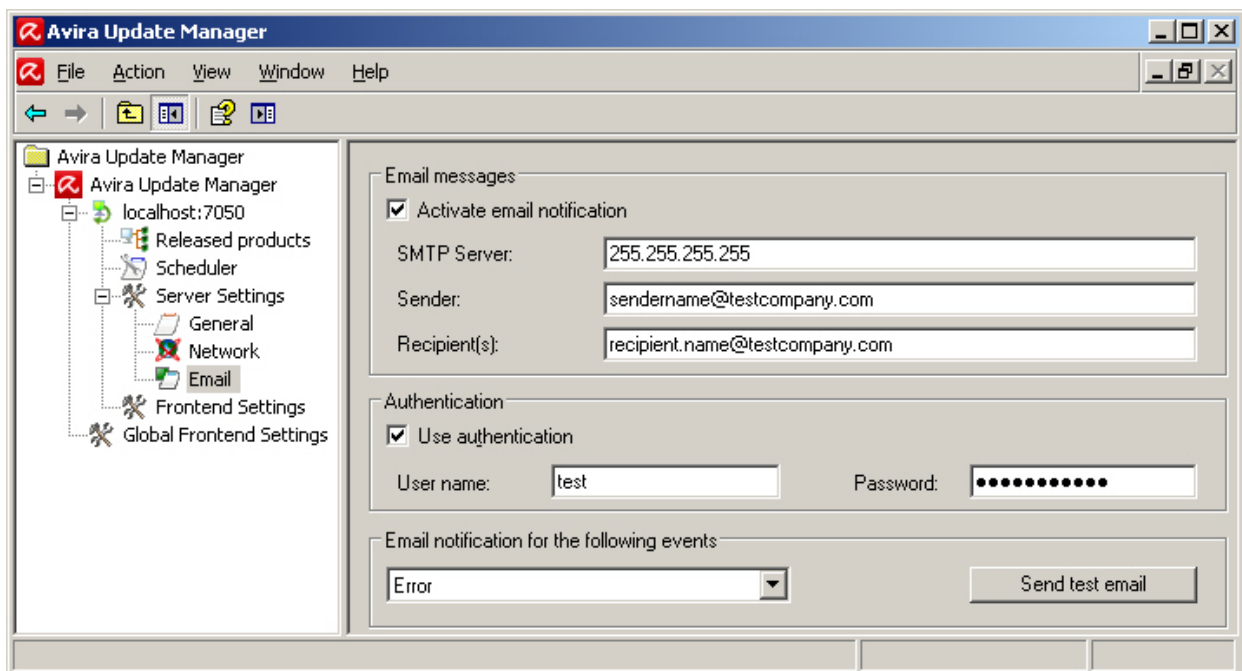 Avira Update Manager
File Action View Window Help
Avira Update Manager
Avira Update Manager
localhost:7050
Released products
Scheduler
Server Settings
General
Network
Email
Frontend Settings
Global Frontend Settings
Email messages
Activate email notification
SMTP Server: 255.255.255.255
Sender: sendername@testcompany.com
Recipient(s): recipient.name@testcompany.com
Authentication
Use authentication
User name: test Password: ●●●●●●●●●●●
Email notification for the following events
Error Send test email